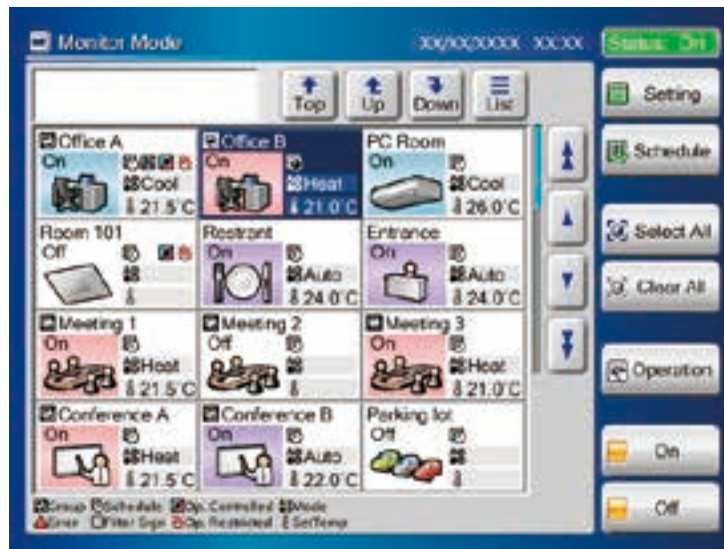 Monitor Mode XX/XX/XXXX XX:XX Status: On
Top Up Down List
Setting
Schedule
Select All
Clear All
Operation
On
Off
Office A
On
Cool
21.5°C
Office B
On
Heat
21.0°C
PC Room
On
Cool
26.0°C
Room 101
Off
Restrant
On
Auto
24.0°C
Entrance
On
Auto
24.0°C
Meeting 1
On
Heat
21.5°C
Meeting 2
Off
Meeting 3
On
Heat
21.0°C
Conference A
On
Heat
21.5°C
Conference B
On
Auto
22.0°C
Parking lot
Off
Group Schedule Op. Controlled Mode
Error Filter Sign Op. Restricted SetTemp